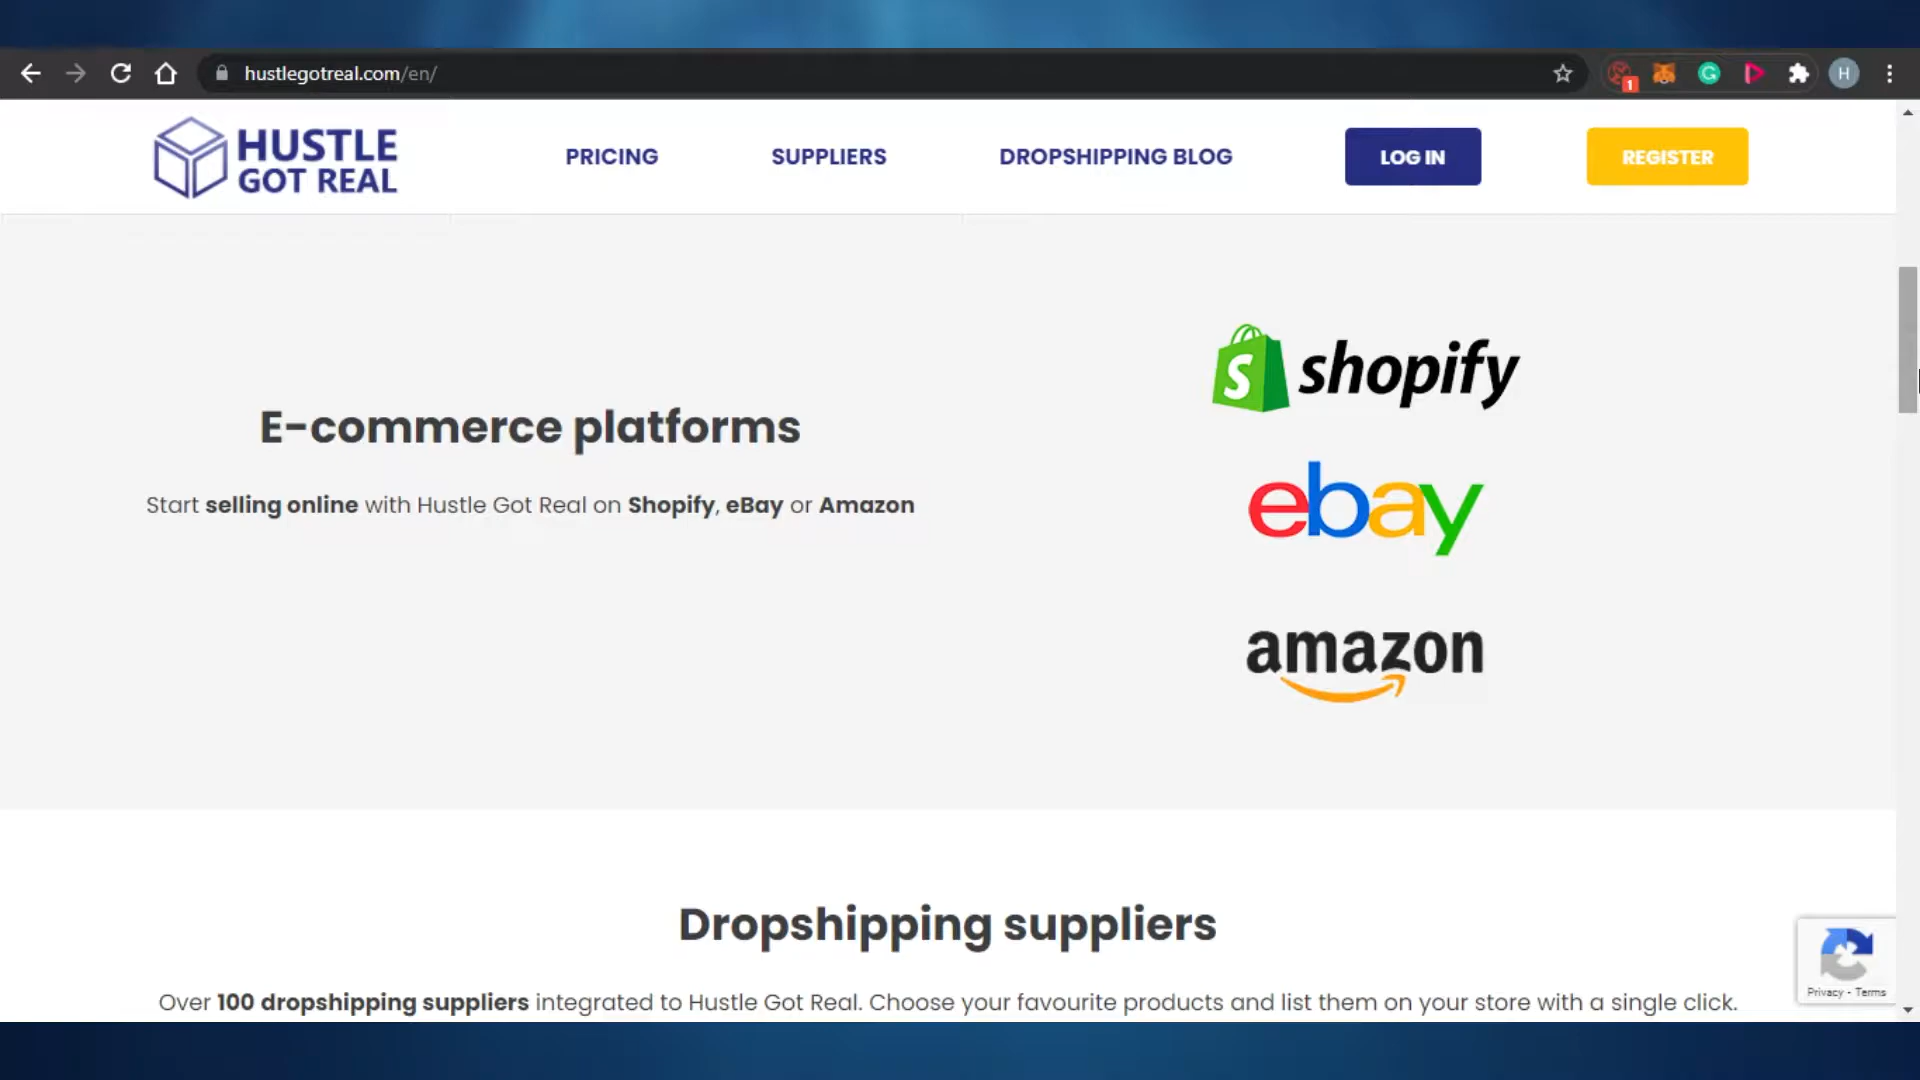 hustlegotreal.com/en/
1
H
HUSTLE
GOT REAL
PRICING
SUPPLIERS
DROPSHIPPING BLOG
LOG IN
REGISTER
shopify
E-commerce platforms
Start selling online with Hustle Got Real on Shopify, eBay or Amazon
ebay
amazon
Dropshipping suppliers
Over 100 dropshipping suppliers integrated to Hustle Got Real. Choose your favourite products and list them on your store with a single click.
Privacy - Terms